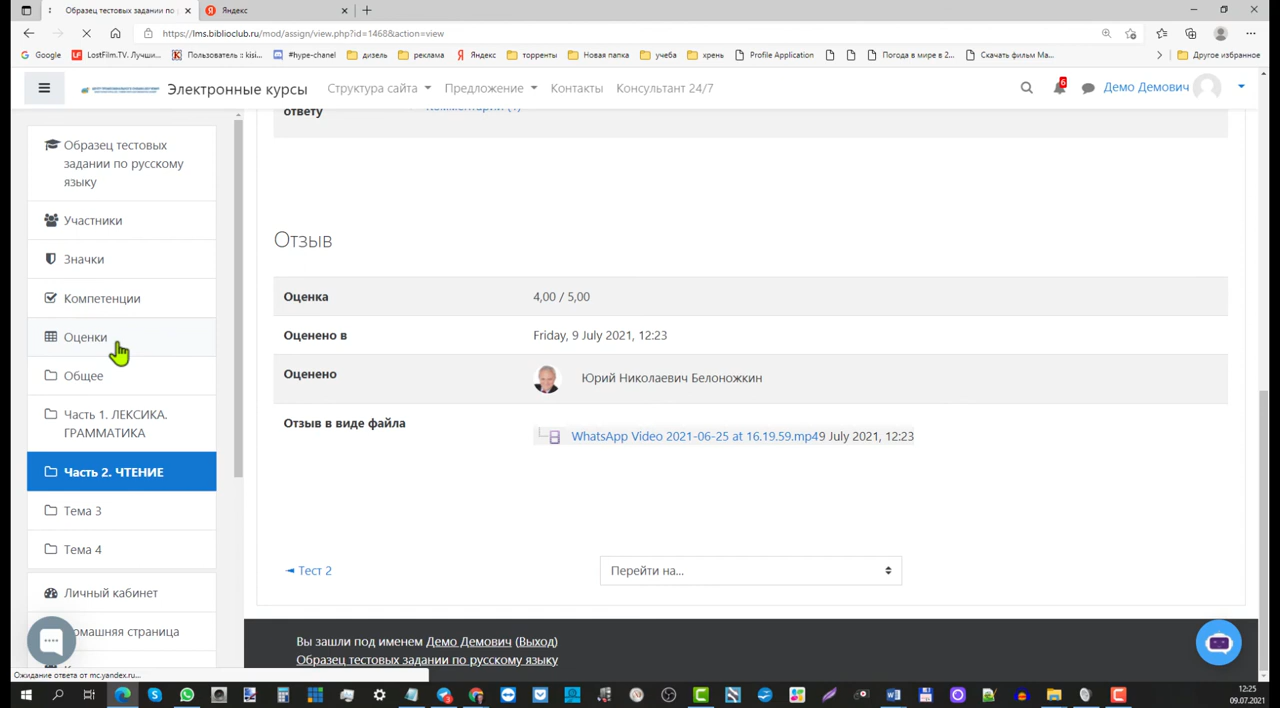 Образец тестовых задании по
Яндекс
https://lms.biblioclub.ru/mod/assign/view.php?id=1468&action=view
Google
LostFilm.TV. Лучши...
Пользователь :: kisi...
#hype-chanel
дизель
реклама
Яндекс
торренты
Новая папка
учеба
хрень
Profile Application
Погода в мире в 2...
Скачать фильм Ма...
Другое избранное
Электронные курсы
Структура сайта
Предложение
Контакты
Консультант 24/7
6
Демо Демович
Образец тестовых
задании по русскому
языку
Участники
Значки
Компетенции
Оценки
Общее
Часть 1. ЛЕКСИКА.
ГРАММАТИКА
Часть 2. ЧТЕНИЕ
Тема 3
Тема 4
Личный кабинет
омашняя страница
Ожидание ответа от mc.yandex.ru...
ответу
Отзыв
Оценка 4,00 / 5,00
Оценено в Friday, 9 July 2021, 12:23
Оценено Юрий Николаевич Белоножкин
Отзыв в виде файла WhatsApp Video 2021-06-25 at 16.19.59.mp49 July 2021, 12:23
◄ Тест 2
Перейти на...
Вы зашли под именем Демо Демович (Выход)
Образец тестовых задании по русскому языку
12:25
09.07.2021